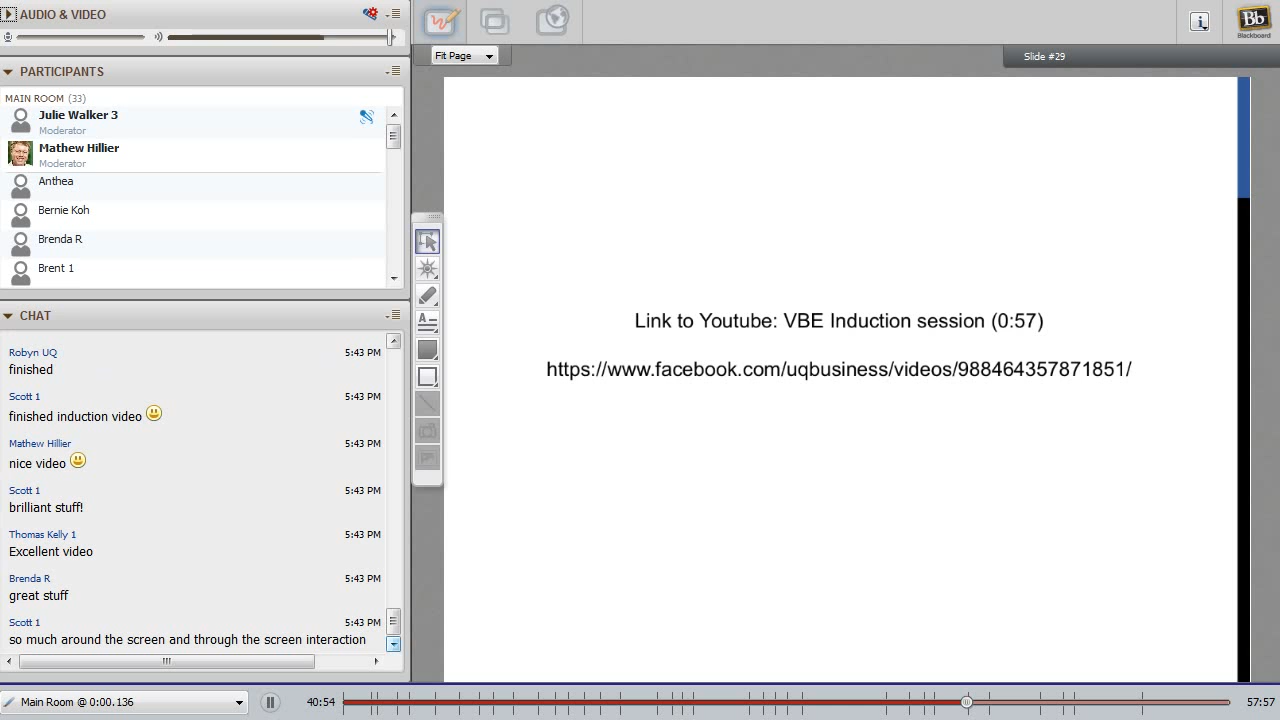 AUDIO & VIDEO
PARTICIPANTS
MAIN ROOM (33)
Julie Walker 3
Moderator
Mathew Hillier
Moderator
Anthea
Bernie Koh
Brenda R
Brent 1
CHAT
Robyn UQ 5:43 PM
finished
Scott 1 5:43 PM
finished induction video
Mathew Hillier 5:43 PM
nice video
Scott 1 5:43 PM
brilliant stuff!
Thomas Kelly 1 5:43 PM
Excellent video
Brenda R 5:43 PM
great stuff
Scott 1 5:43 PM
so much around the screen and through the screen interaction
Fit Page
Slide #29
Bb
Blackboard
Link to Youtube: VBE Induction session (0:57)
https://www.facebook.com/uqbusiness/videos/988464357871851/
Main Room @ 0:00.136
40:54
57:57